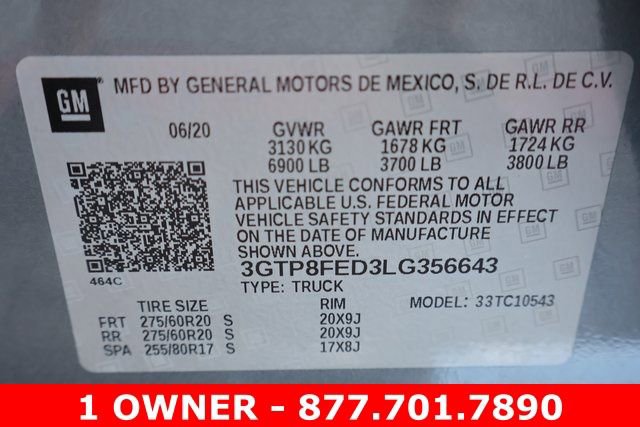 GM MFD BY GENERAL MOTORS DE MEXICO, S. DE R.L. DE C.V.
06/20 GVWR GAWR FRT GAWR RR
3130 KG 1678 KG 1724 KG
6900 LB 3700 LB 3800 LB
THIS VEHICLE CONFORMS TO ALL
APPLICABLE U.S. FEDERAL MOTOR
VEHICLE SAFETY STANDARDS IN EFFECT
ON THE DATE OF MANUFACTURE
SHOWN ABOVE.
3GTP8FED3LG356643
464C TYPE: TRUCK
TIRE SIZE RIM MODEL: 33TC10543
FRT 275/60R20 S 20X9J
RR 275/60R20 S 20X9J
SPA 255/80R17 S 17X8J
1 OWNER - 877.701.7890